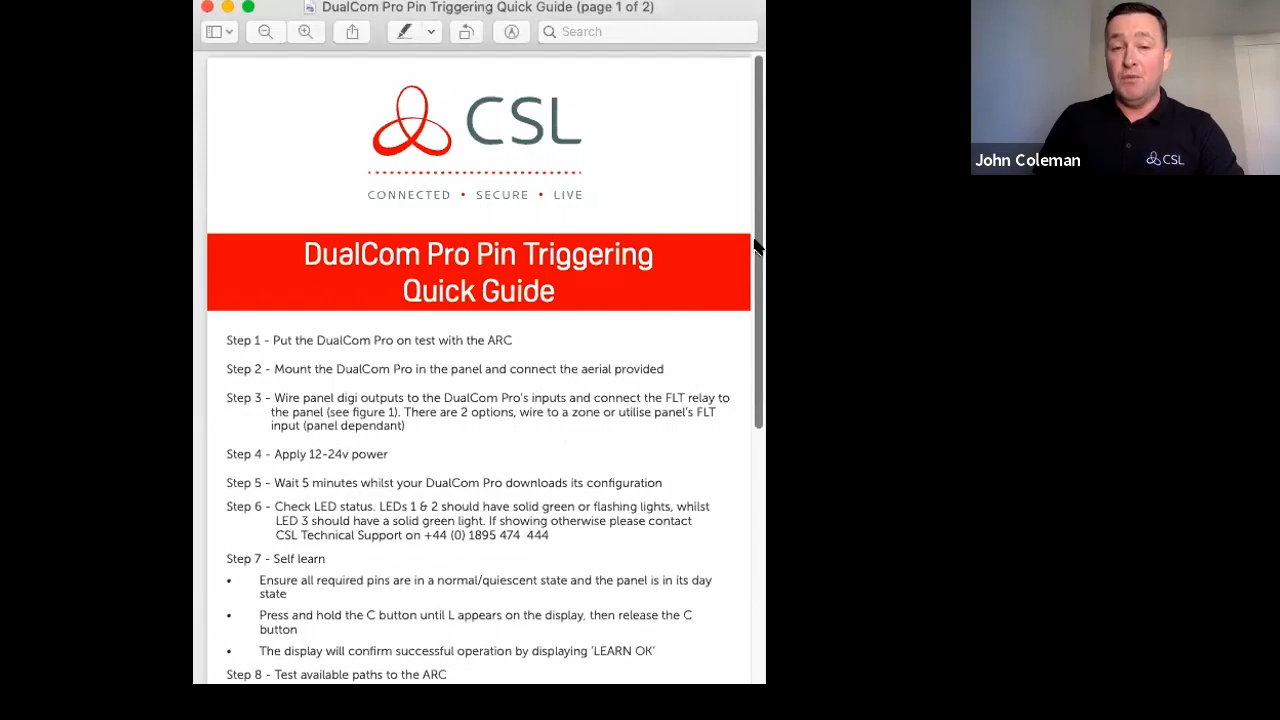 DualCom Pro Pin Triggering Quick Guide (page 1 of 2)
Search
CSL
CONNECTED • SECURE • LIVE
DualCom Pro Pin Triggering
Quick Guide
Step 1 - Put the DualCom Pro on test with the ARC
Step 2 - Mount the DualCom Pro in the panel and connect the aerial provided
Step 3 - Wire panel digi outputs to the DualCom Pro's inputs and connect the FLT relay to
the panel (see figure 1). There are 2 options, wire to a zone or utilise panel's FLT
input (panel dependant)
Step 4 - Apply 12-24v power
Step 5 - Wait 5 minutes whilst your DualCom Pro downloads its configuration
Step 6 - Check LED status. LEDs 1 & 2 should have solid green or flashing lights, whilst
LED 3 should have a solid green light. If showing otherwise please contact
CSL Technical Support on +44 (0) 1895 474 444
Step 7 - Self learn
• Ensure all required pins are in a normal/quiescent state and the panel is in its day
state
• Press and hold the C button until L appears on the display, then release the C
button
• The display will confirm successful operation by displaying 'LEARN OK'
Step 8 - Test available paths to the ARC
John Coleman
CSL